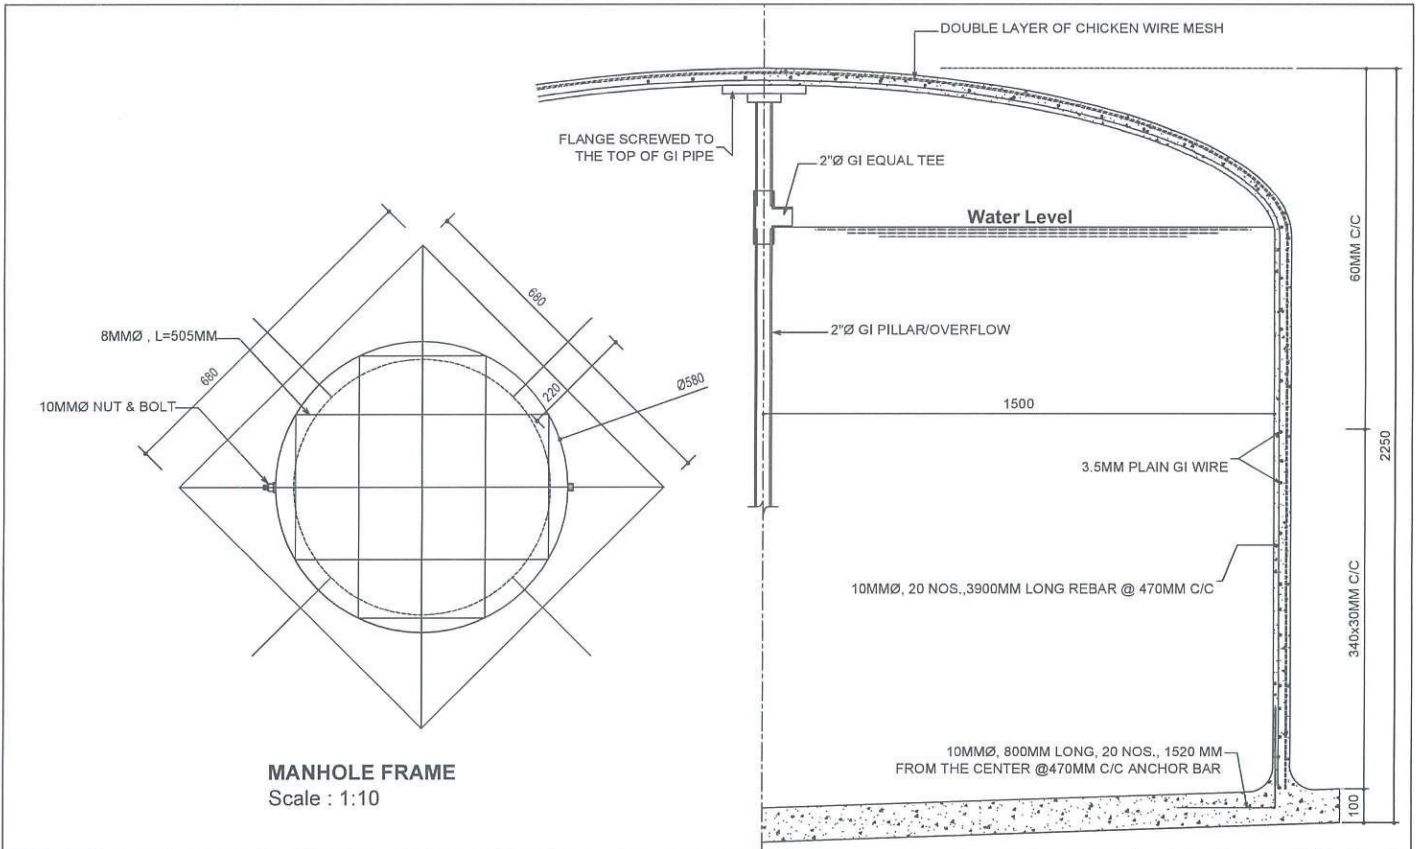 DOUBLE LAYER OF CHICKEN WIRE MESH
FLANGE SCREWED TO
THE TOP OF GI PIPE
2"Ø GI EQUAL TEE
Water Level
60MM C/C
680
8MMØ , L=505MM
2"Ø GI PILLAR/OVERFLOW
680
220
Ø580
10MMØ NUT & BOLT
1500
2250
3.5MM PLAIN GI WIRE
10MMØ, 20 NOS.,3900MM LONG REBAR @ 470MM C/C
340x30MM C/C
10MMØ, 800MM LONG, 20 NOS., 1520 MM
FROM THE CENTER @470MM C/C ANCHOR BAR
MANHOLE FRAME
Scale : 1:10
100